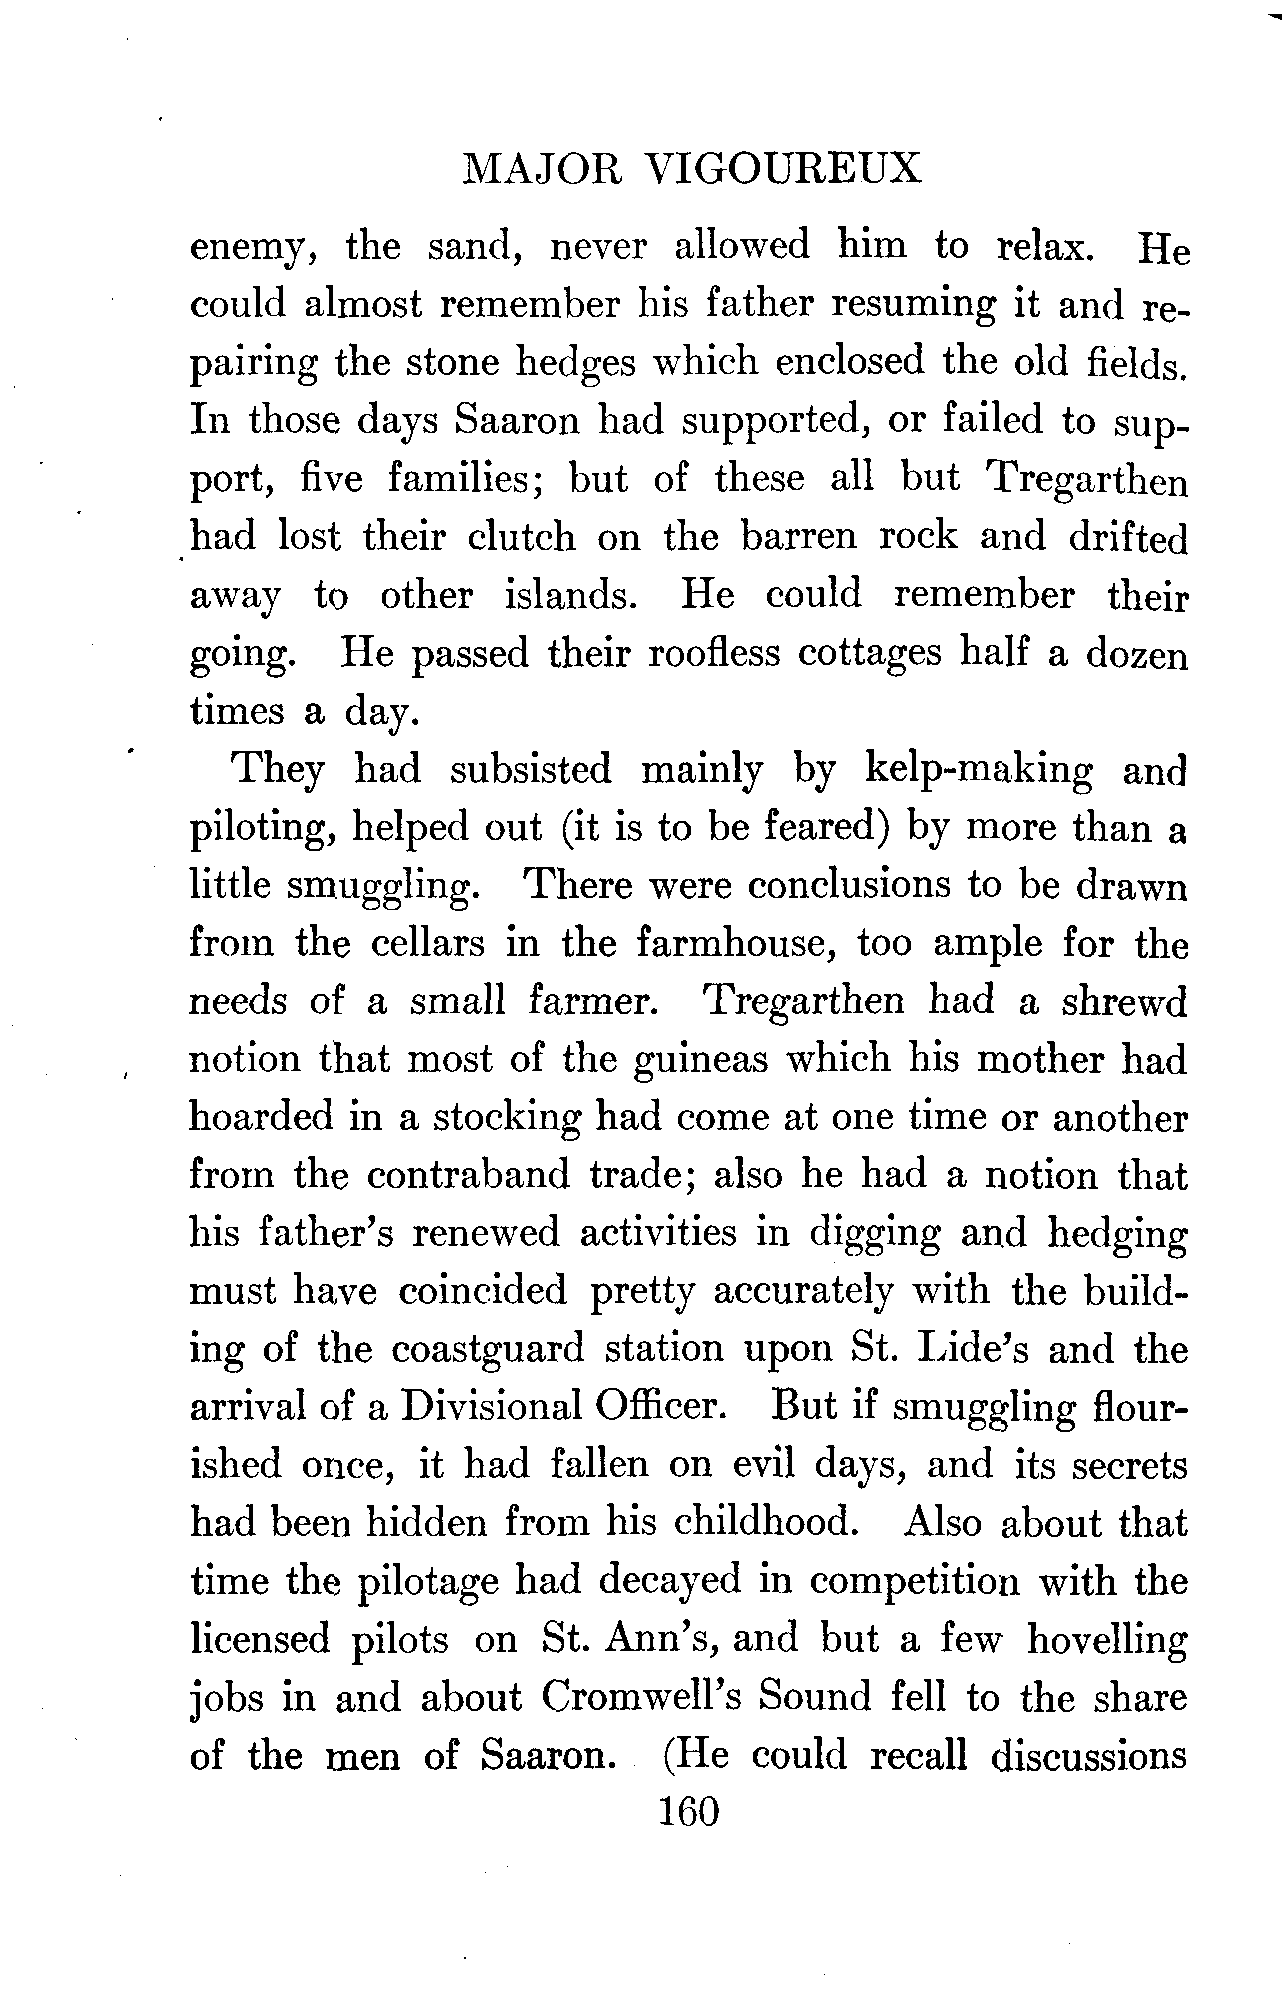 MAJOR VIGOUREUX
enemy, the sand, never allowed him to relax. He
could almost remember his father resuming it and re-
pairing the stone hedges which enclosed the old fields.
In those days Saaron had supported, or failed to sup-
port, five families; but of these all but Tregarthen
had lost their clutch on the barren rock and drifted
away to other islands. He could remember their
going. He passed their roofless cottages half a dozen
times a day.
They had subsisted mainly by kelp-making and
piloting, helped out (it is to be feared) by more than a
little smuggling. There were conclusions to be drawn
from the cellars in the farmhouse, too ample for the
needs of a small farmer. Tregarthen had a shrewd
notion that most of the guineas which his mother had
hoarded in a stocking had come at one time or another
from the contraband trade; also he had a notion that
his father's renewed activities in digging and hedging
must have coincided pretty accurately with the build-
ing of the coastguard station upon St. Lide's and the
arrival of a Divisional Officer. But if smuggling flour-
ished once, it had fallen on evil days, and its secrets
had been hidden from his childhood. Also about that
time the pilotage had decayed in competition with the
licensed pilots on St. Ann's, and but a few hovelling
jobs in and about Cromwell's Sound fell to the share
of the men of Saaron. (He could recall discussions
160